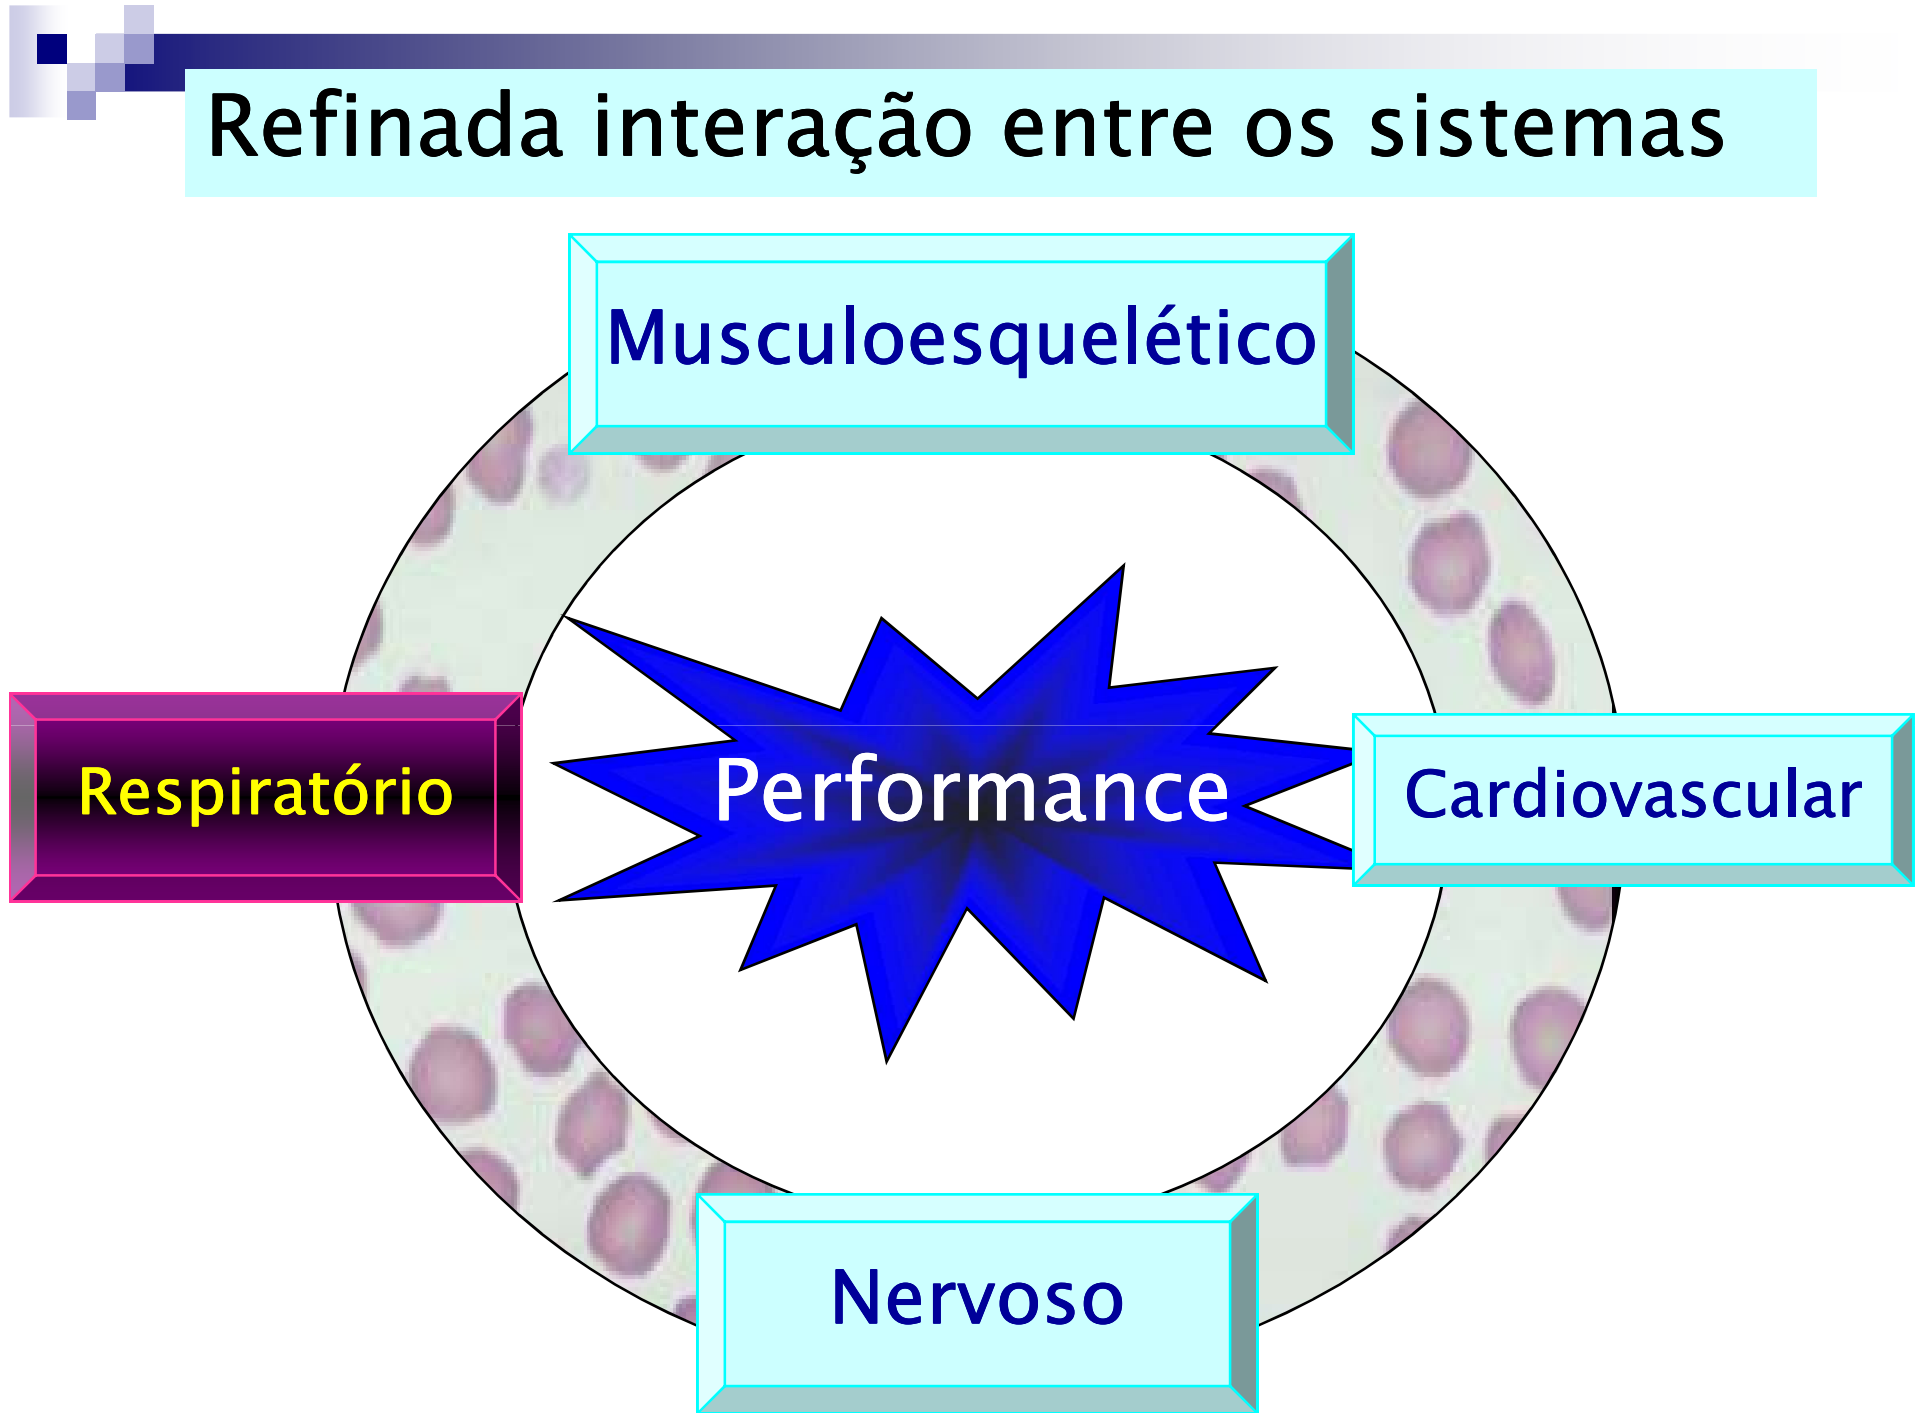 Refinada interação entre os sistemas
Musculoesquelético
Respiratório
Performance
Cardiovascular
Nervoso